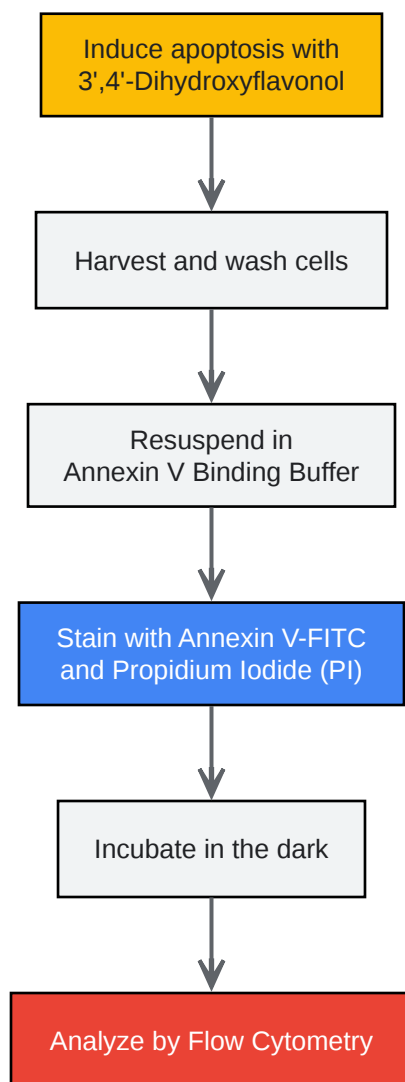 Induce apoptosis with
3',4'-Dihydroxyflavonol
Harvest and wash cells
Resuspend in
Annexin V Binding Buffer
Stain with Annexin V-FITC
and Propidium Iodide (PI)
Incubate in the dark
Analyze by Flow Cytometry